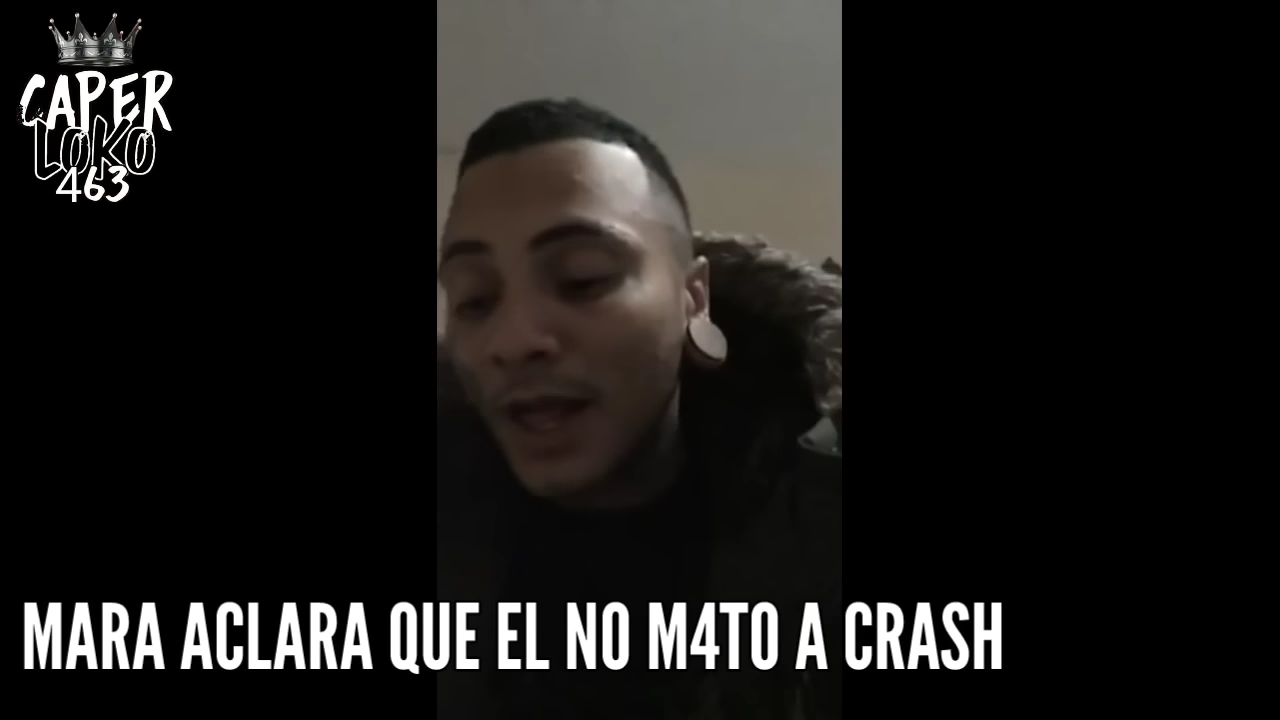 CAPER
LOKO
463
MARA ACLARA QUE EL NO M4TO A CRASH